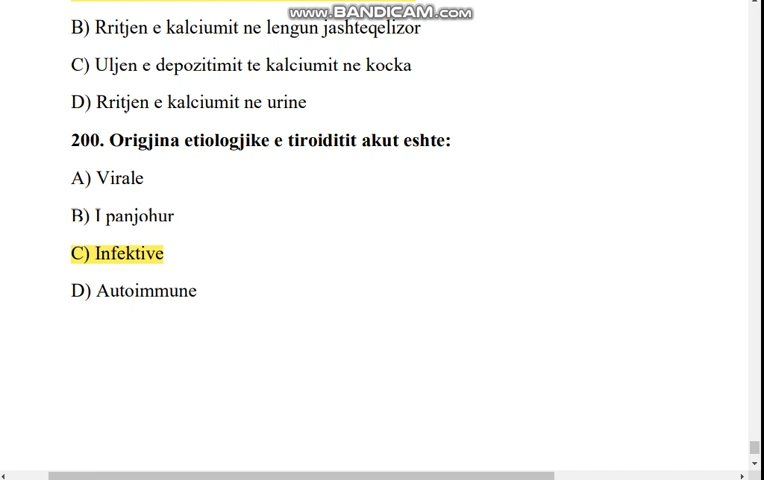 www.BANDICAM.com
B) Rritjen e kalciumit ne lengun jashteqelizor
C) Uljen e depozitimit te kalciumit ne kocka
D) Rritjen e kalciumit ne urine
200. Origjina etiologjike e tiroiditit akut eshte:
A) Virale
B) I panjohur
C) Infektive
D) Autoimmune